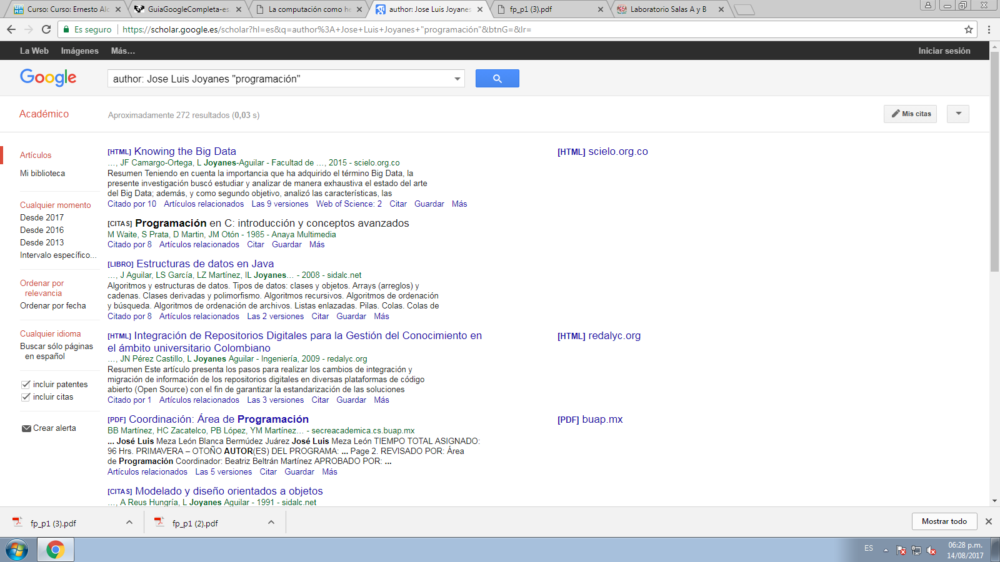 Curso: Curso: Ernesto Alc
GuiaGoogleCompleta-es
La computación como he
author: Jose Luis Joyanes
fp_p1 (3).pdf
Laboratorio Salas A y B
Es seguro
https://scholar.google.es/scholar?hl=es&q=author%3A+Jose+Luis+Joyanes+"programación"&btnG=&lr=
La Web Imágenes Más...
Iniciar sesión
Google
author: Jose Luis Joyanes "programación"
Académico
Aproximadamente 272 resultados (0,03 s)
Mis citas
Artículos
Mi biblioteca
Cualquier momento
Desde 2017
Desde 2016
Desde 2013
Intervalo específico...
Ordenar por
relevancia
Ordenar por fecha
Cualquier idioma
Buscar sólo páginas
en español
incluir patentes
incluir citas
Crear alerta
[HTML] Knowing the Big Data
..., JF Camargo-Ortega, L Joyanes-Aguilar - Facultad de ..., 2015 - scielo.org.co
Resumen Teniendo en cuenta la importancia que ha adquirido el término Big Data, la
presente investigación buscó estudiar y analizar de manera exhaustiva el estado del arte
del Big Data; además, y como segundo objetivo, analizó las características, las
Citado por 10 Artículos relacionados Las 9 versiones Web of Science: 2 Citar Guardar Más
[HTML] scielo.org.co
[CITAS] Programación en C: introducción y conceptos avanzados
M Waite, S Prata, D Martin, JM Otón - 1985 - Anaya Multimedia
Citado por 8 Artículos relacionados Citar Guardar Más
[LIBRO] Estructuras de datos en Java
..., J Aguilar, LS García, LZ Martínez, IL Joyanes... - 2008 - sidalc.net
Algoritmos y estructuras de datos. Tipos de datos: clases y objetos. Arrays (arreglos) y
cadenas. Clases derivadas y polimorfismo. Algoritmos recursivos. Algoritmos de ordenación
y búsqueda. Algoritmos de ordenación de archivos. Listas enlazadas. Pilas. Colas. Colas de
Citado por 8 Artículos relacionados Las 2 versiones Citar Guardar Más
[HTML] Integración de Repositorios Digitales para la Gestión del Conocimiento en
el ámbito universitario Colombiano
..., JN Pérez Castillo, L Joyanes Aguilar - Ingeniería, 2009 - redalyc.org
Resumen Este artículo presenta los pasos para realizar los cambios de integración y
migración de información de los repositorios digitales en diversas plataformas de código
abierto (Open Source) con el fin de garantizar la estandarización de las soluciones
Citado por 1 Artículos relacionados Las 3 versiones Citar Guardar Más
[HTML] redalyc.org
[PDF] Coordinación: Área de Programación
BB Martínez, HC Zacatelco, PB López, YM Martínez... - secreacademica.cs.buap.mx
... José Luis Meza León Blanca Bermúdez Juárez José Luis Meza León TIEMPO TOTAL ASIGNADO:
96 Hrs. PRIMAVERA – OTOÑO AUTOR(ES) DEL PROGRAMA: ... Page 2. REVISADO POR: Área
de Programación Coordinador: Beatriz Beltrán Martínez APROBADO POR: ...
Artículos relacionados Las 5 versiones Citar Guardar Más
[PDF] buap.mx
[CITAS] Modelado y diseño orientados a objetos
..., A Reus Hungría, L Joyanes Aguilar - 1991 - sidalc.net
fp_p1 (3).pdf
fp_p1 (2).pdf
Mostrar todo
ES
06:28 p.m.
14/08/2017